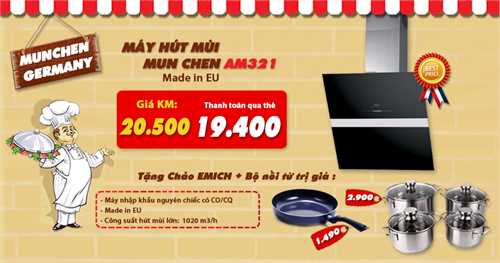 MUNCHEN
GERMANY
MÁY HÚT MÙI
MUN CHEN AM321
Made in EU
BEST
PRICE
Giá KM:
20.500
Thanh toán qua thẻ
19.400
Tặng Chảo EMICH + Bộ nồi từ trị giá :
- Máy nhập khẩu nguyên chiếc có CO/CQ
- Made in EU
- Công suất hút mùi lớn: 1020 m3/h
1.490
2.900